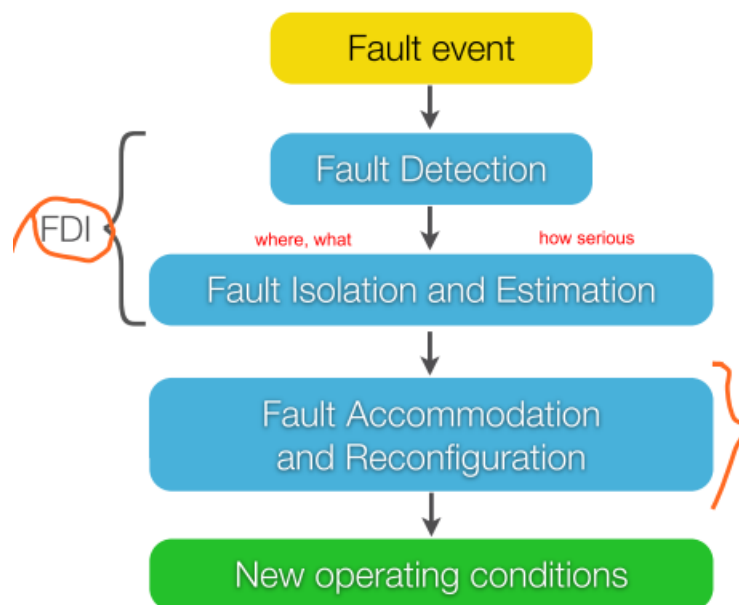 Fault event
Fault Detection
FDI
where, what how serious
Fault Isolation and Estimation
Fault Accommodation
and Reconfiguration
New operating conditions